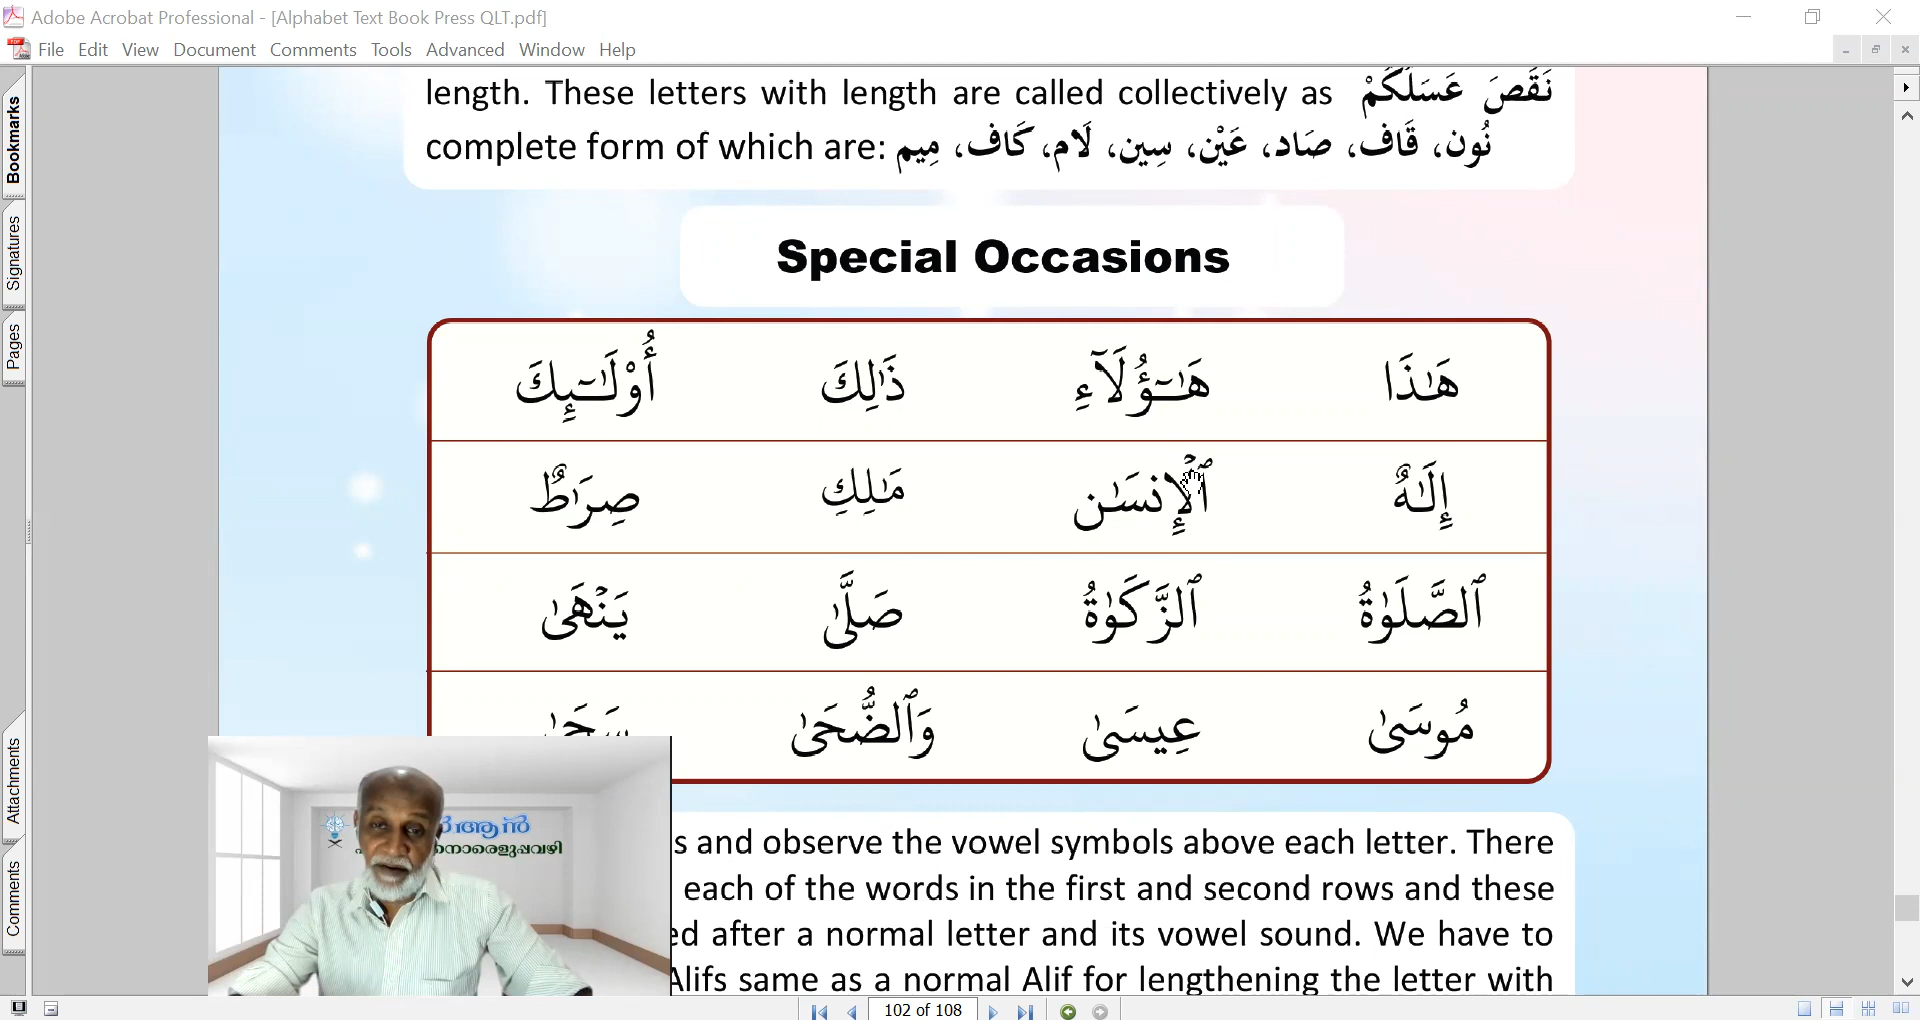 Adobe Acrobat Professional - [Alphabet Text Book Press QLT.pdf]
File Edit View Document Comments Tools Advanced Window Help
Bookmarks
Signatures
Pages
Attachments
Comments
length. These letters with length are called collectively as نَقَصَ عَسَلُكُمْ
complete form of which are: نُون، قَاف، صَاد، عَيْن، سِين، لَام، كَاف، مِيم
Special Occasions
هَـٰذَا هَـٰٓؤُلَآءِ ذَٰلِكَ أُوْلَـٰٓئِكَ
إِلَـٰهٌ ٱلْإِنسَـٰن مَـٰلِكِ صِرَٰطٌ
ٱلصَّلَوٰةُ ٱلزَّكَوٰةُ صَلَّىٰ يَنْهَىٰ
مُوسَىٰ عِيسَىٰ وَٱلضُّحَىٰ سَجَىٰ
s and observe the vowel symbols above each letter. There
each of the words in the first and second rows and these
ed after a normal letter and its vowel sound. We have to
Alifs same as a normal Alif for lengthening the letter with
102 of 108